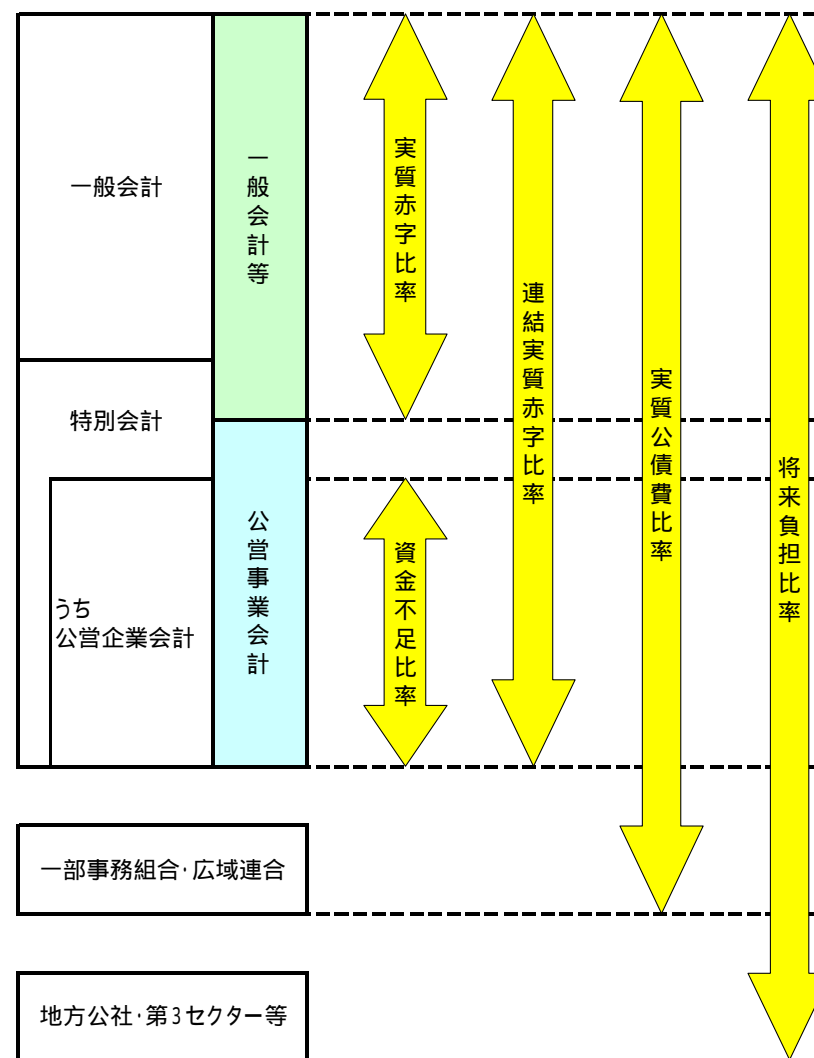 一般会計
一般会計等
実質赤字比率
連結実質赤字比率
実質公債費比率
将来負担比率
特別会計
うち
公営企業会計
公営事業会計
資金不足比率
一部事務組合・広域連合
地方公社・第3セクター等